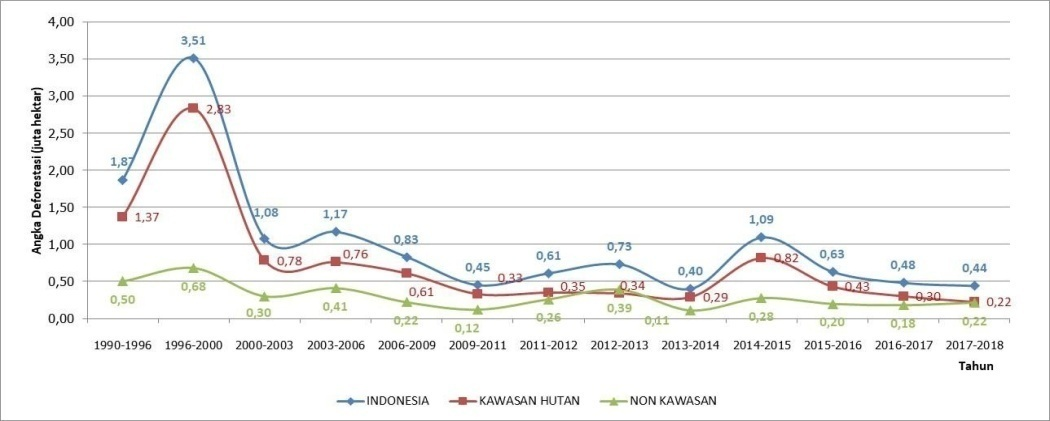 4,00
3,50
3,00
2,50
2,00
1,50
1,00
0,50
0,00
Angka Deforestasi (juta hektar)
1,87 3,51 1,08 1,17 0,83 0,45 0,61 0,73 0,40 1,09 0,63 0,48 0,44
1,37 2,83 0,78 0,76 0,61 0,33 0,35 0,34 0,29 0,82 0,43 0,30 0,22
0,50 0,68 0,30 0,41 0,22 0,12 0,26 0,39 0,11 0,28 0,20 0,18 0,22
1990-1996 1996-2000 2000-2003 2003-2006 2006-2009 2009-2011 2011-2012 2012-2013 2013-2014 2014-2015 2015-2016 2016-2017 2017-2018
Tahun
INDONESIA KAWASAN HUTAN NON KAWASAN